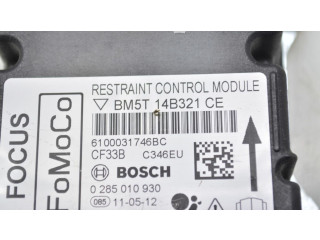 RESTRAINT CONTROL MODULE
BM5T 14B321 CE
6100031746BC
CF33B C346EU
BOSCH
0 285 010 930
085 11-05-12
FOCUS
FoMoCo